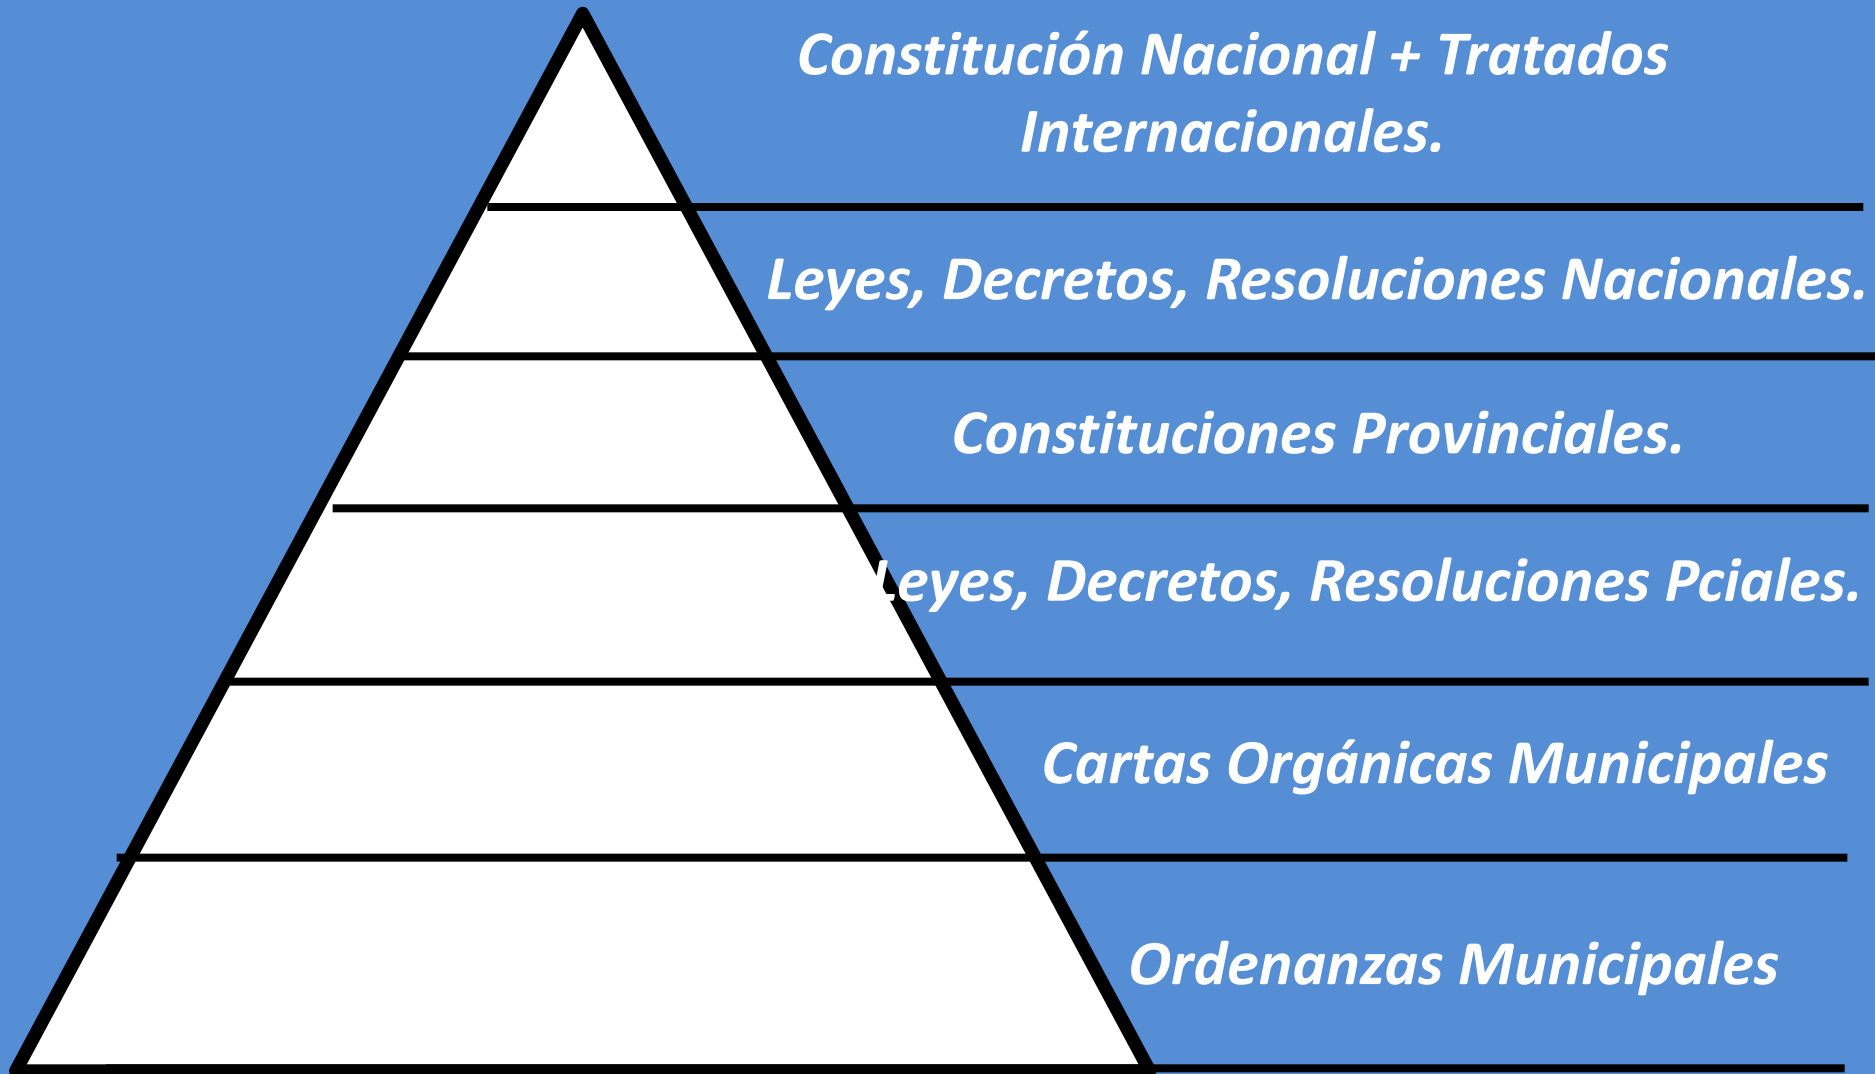 Constitución Nacional + Tratados
Internacionales.
Leyes, Decretos, Resoluciones Nacionales.
Constituciones Provinciales.
Leyes, Decretos, Resoluciones Pciales.
Cartas Orgánicas Municipales
Ordenanzas Municipales